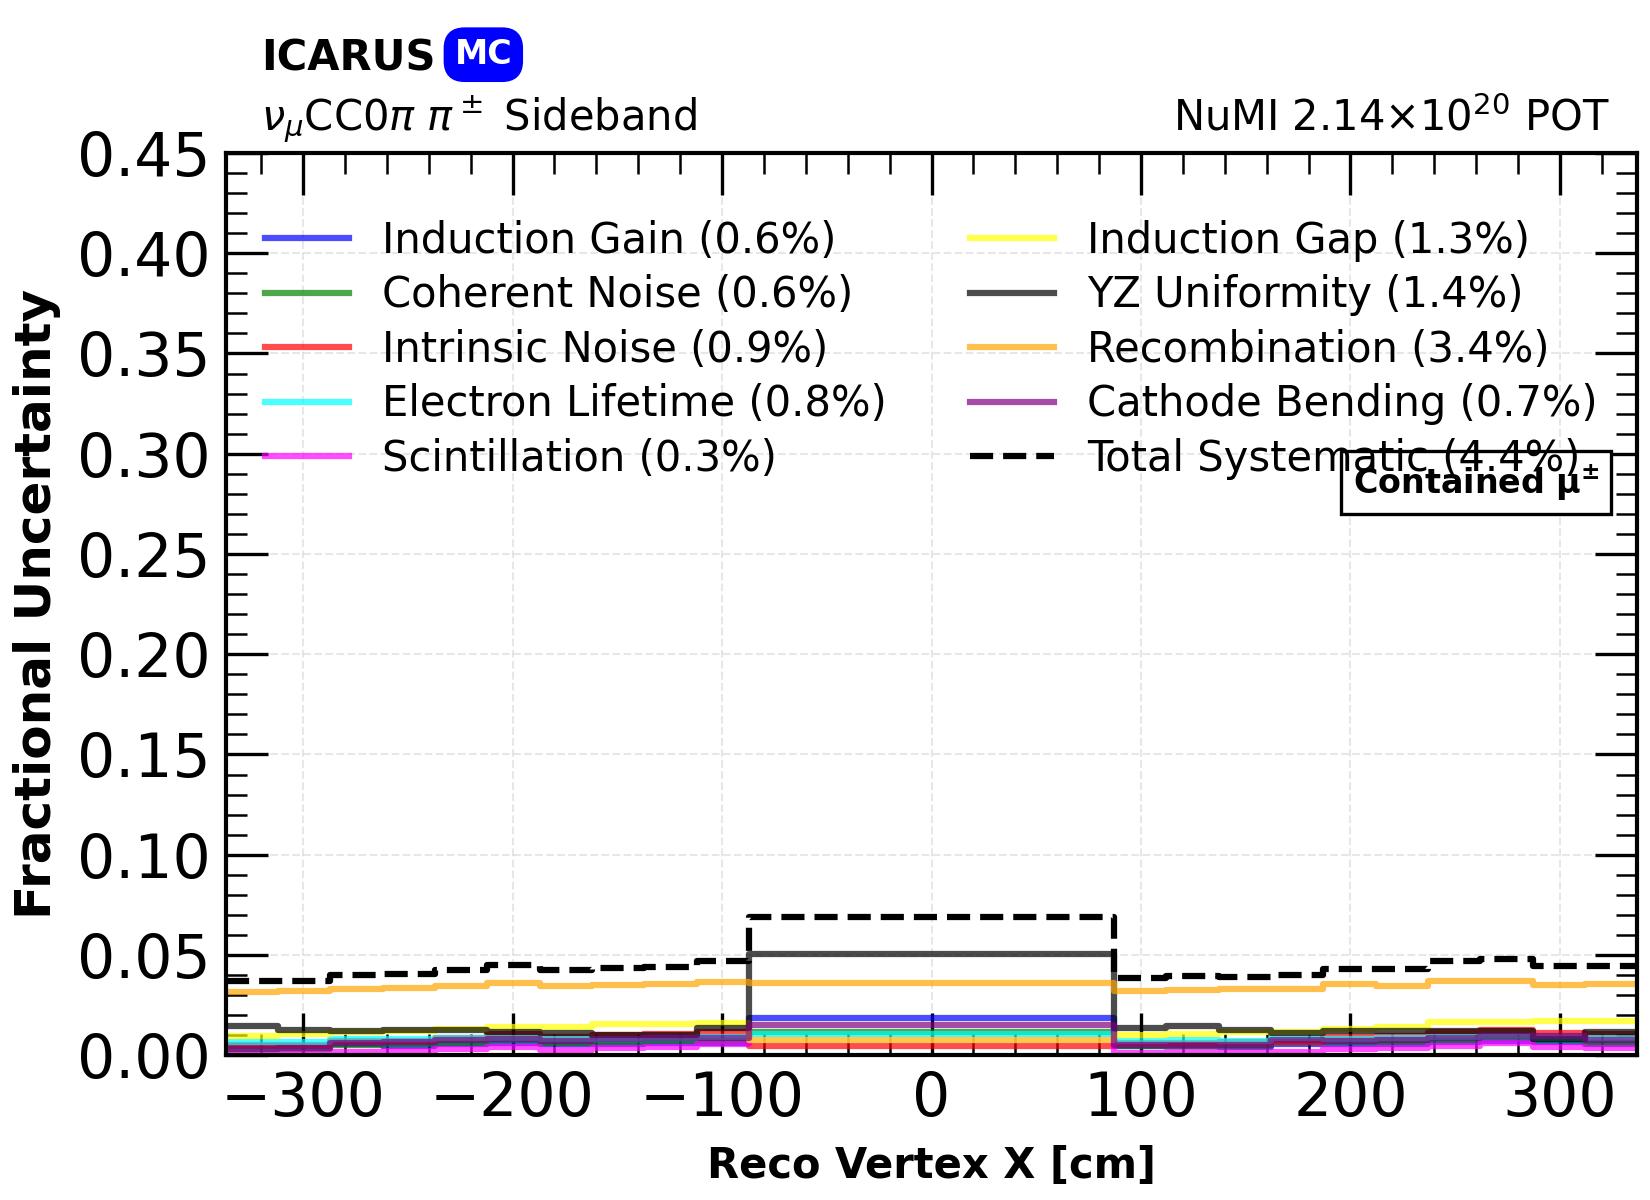 ICARUS MC
νμCC0π π± Sideband
NuMI 2.14×10²⁰ POT
0.45
0.40
0.35
0.30
0.25
0.20
0.15
0.10
0.05
0.00
Fractional Uncertainty
Induction Gain (0.6%)
Coherent Noise (0.6%)
Intrinsic Noise (0.9%)
Electron Lifetime (0.8%)
Scintillation (0.3%)
Induction Gap (1.3%)
YZ Uniformity (1.4%)
Recombination (3.4%)
Cathode Bending (0.7%)
Total Systematic (4.4%)
Contained μ±
−300 −200 −100 0 100 200 300
Reco Vertex X [cm]